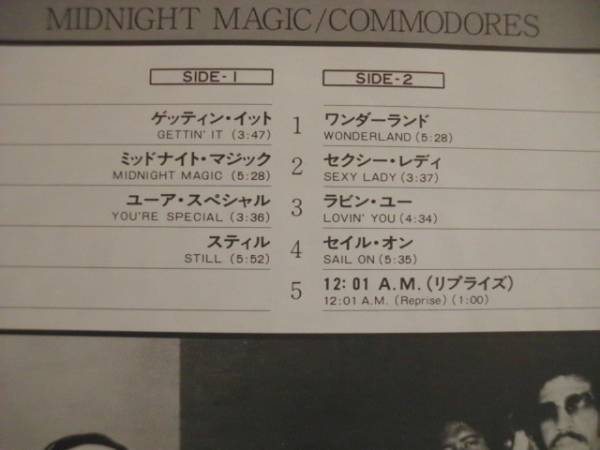 MIDNIGHT MAGIC/COMMODORES
SIDE-1
ゲッティン・イット
GETTIN' IT (3:47)
ミッドナイト・マジック
MIDNIGHT MAGIC (5:28)
ユーア・スペシャル
YOU'RE SPECIAL (3:36)
スティル
STILL (5:52)
1
2
3
4
5
SIDE-2
ワンダーランド
WONDERLAND (5:28)
セクシー・レディ
SEXY LADY (3:37)
ラビン・ユー
LOVIN' YOU (4:34)
セイル・オン
SAIL ON (5:35)
12:01 A.M.(リプライズ)
12:01 A.M. (Reprise) (1:00)